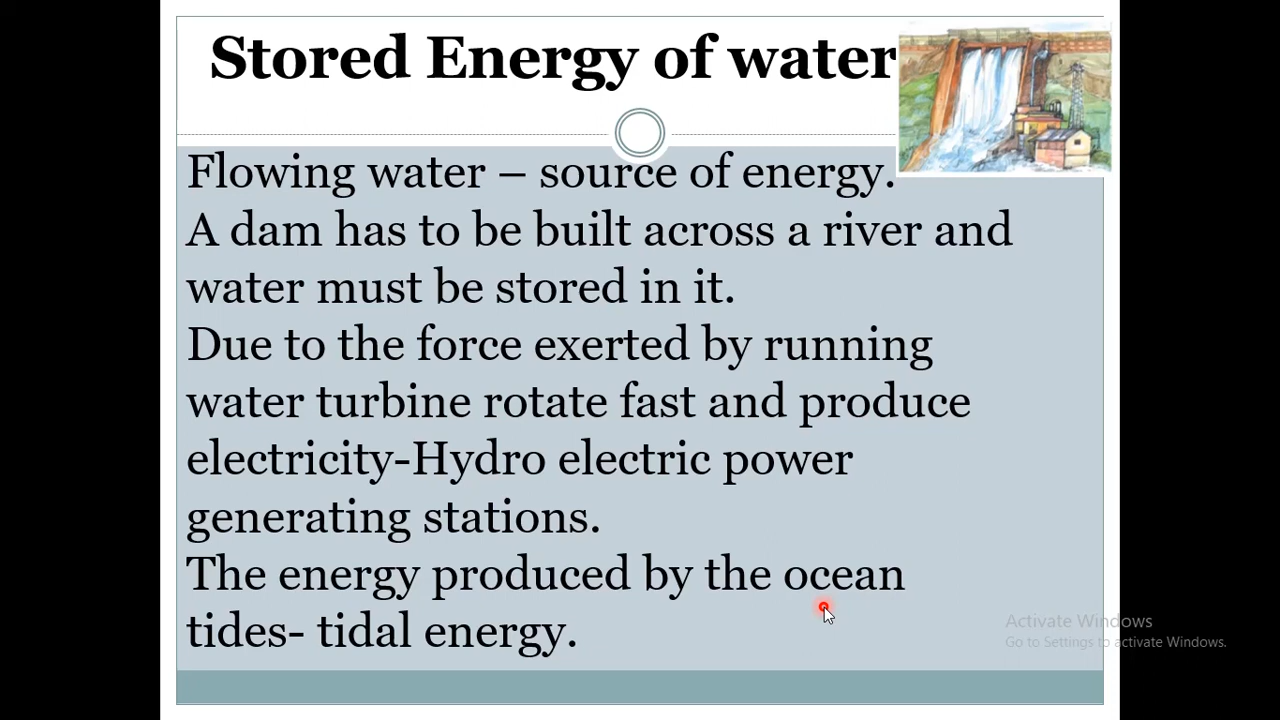 Stored Energy of water
Flowing water – source of energy.
A dam has to be built across a river and
water must be stored in it.
Due to the force exerted by running
water turbine rotate fast and produce
electricity-Hydro electric power
generating stations.
The energy produced by the ocean
tides- tidal energy.
Activate Windows
Go to Settings to activate Windows.